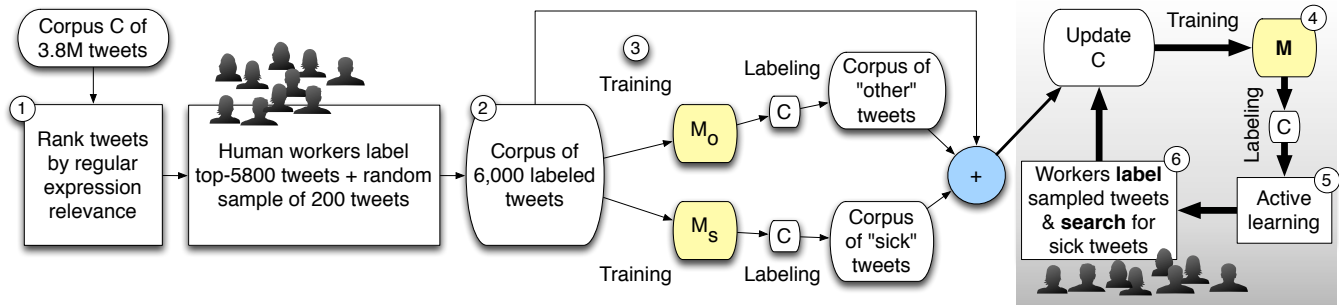 Corpus C of
3.8M tweets
1
Rank tweets
by regular
expression
relevance
Human workers label
top-5800 tweets + random
sample of 200 tweets
2
Corpus of
6,000 labeled
tweets
3
Training
Mo
Labeling
C
Corpus of
"other"
tweets
Training
Ms
Labeling
C
Corpus
of "sick"
tweets
+
Update
C
Training
4
M
Labeling
C
5
Active
learning
6
Workers label
sampled tweets
& search for
sick tweets